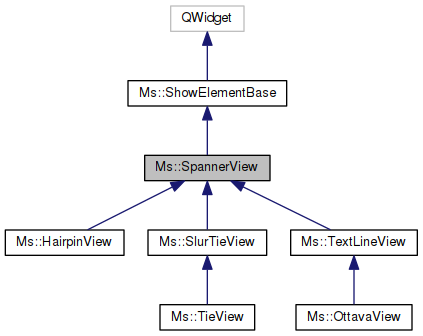 QWidget
Ms::ShowElementBase
Ms::SpannerView
Ms::HairpinView
Ms::SlurTieView
Ms::TextLineView
Ms::TieView
Ms::OttavaView